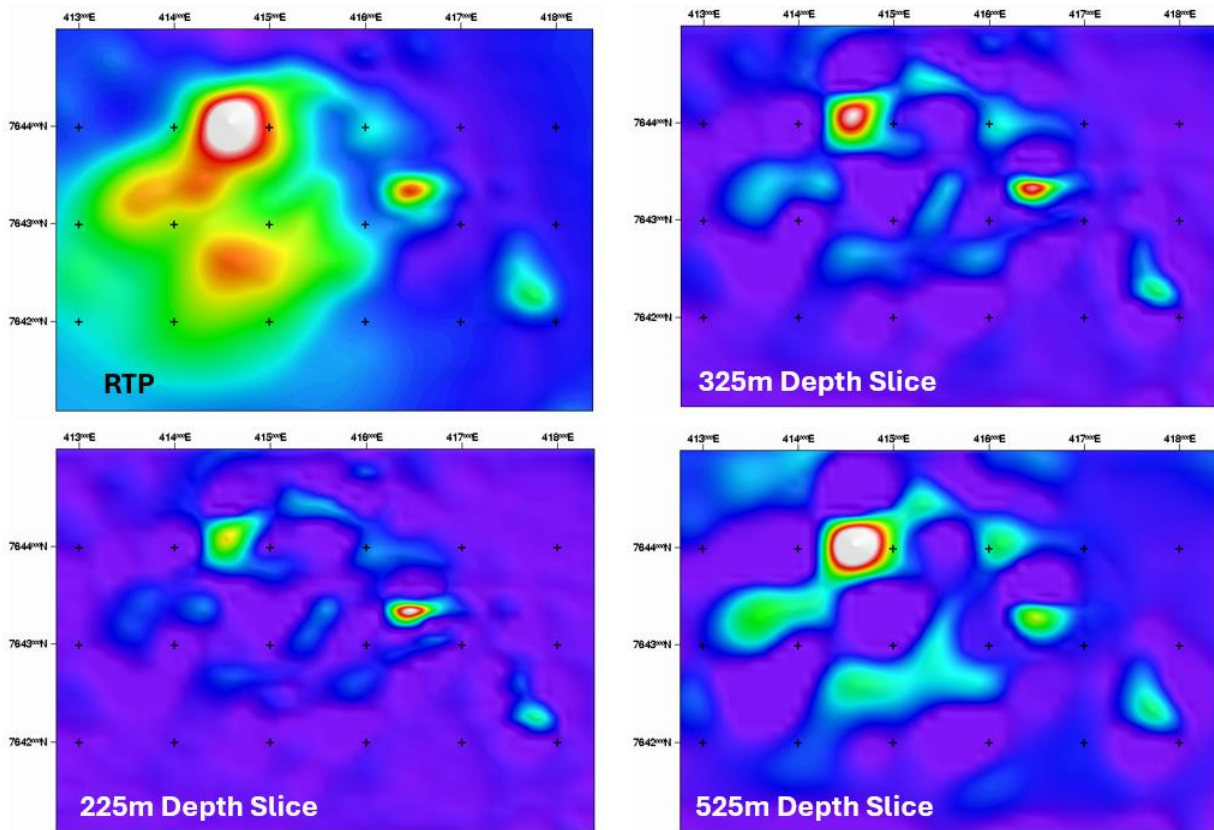 413⁰⁰⁰E 414⁰⁰⁰E 415⁰⁰⁰E 416⁰⁰⁰E 417⁰⁰⁰E 418⁰⁰⁰E
7644⁰⁰⁰N
7643⁰⁰⁰N
7642⁰⁰⁰N
RTP
413⁰⁰⁰E 414⁰⁰⁰E 415⁰⁰⁰E 416⁰⁰⁰E 417⁰⁰⁰E 418⁰⁰⁰E
7644⁰⁰⁰N
7643⁰⁰⁰N
7642⁰⁰⁰N
325m Depth Slice
413⁰⁰⁰E 414⁰⁰⁰E 415⁰⁰⁰E 416⁰⁰⁰E 417⁰⁰⁰E 418⁰⁰⁰E
7644⁰⁰⁰N
7643⁰⁰⁰N
7642⁰⁰⁰N
225m Depth Slice
413⁰⁰⁰E 414⁰⁰⁰E 415⁰⁰⁰E 416⁰⁰⁰E 417⁰⁰⁰E 418⁰⁰⁰E
7644⁰⁰⁰N
7643⁰⁰⁰N
7642⁰⁰⁰N
525m Depth Slice